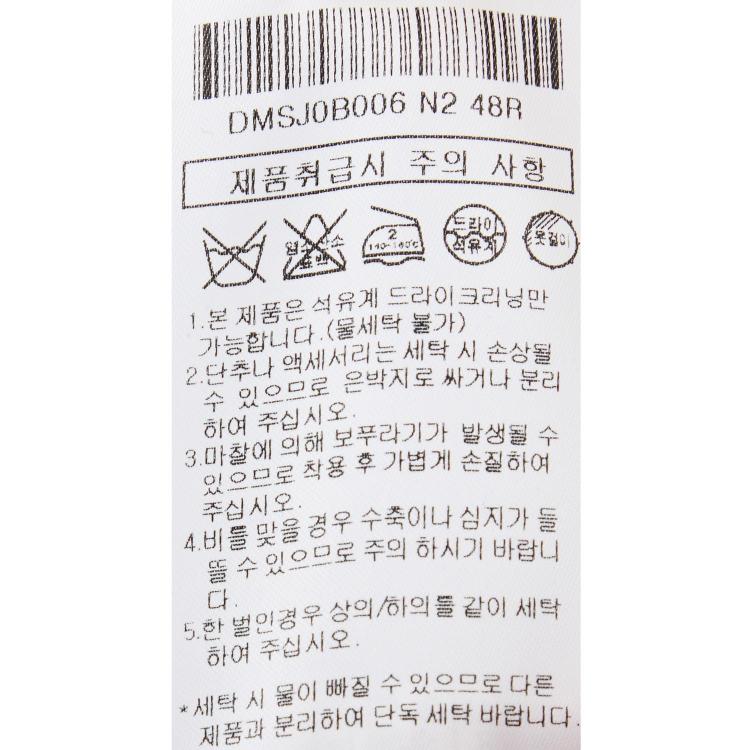 DMSJ0B006 N2 48R
제품취급시 주의 사항
염소산소
표백
2
140-160℃
드라이
석유계
옷걸이
1.본 제품은 석유계 드라이크리닝만
가능합니다.(물세탁 불가)
2.단추나 액세서리는 세탁 시 손상될
수 있으므로 은박지로 싸거나 분리
하여 주십시오.
3.마찰에 의해 보푸라기가 발생될 수
있으므로 착용 후 가볍게 손질하여
주십시오.
4.비를 맞을 경우 수축이나 심지가 들
뜰 수 있으므로 주의 하시기 바랍니
다.
5.한 벌인경우 상의/하의를 같이 세탁
하여 주십시오.
*세탁 시 물이 빠질 수 있으므로 다른
제품과 분리하여 단독 세탁 바랍니다.